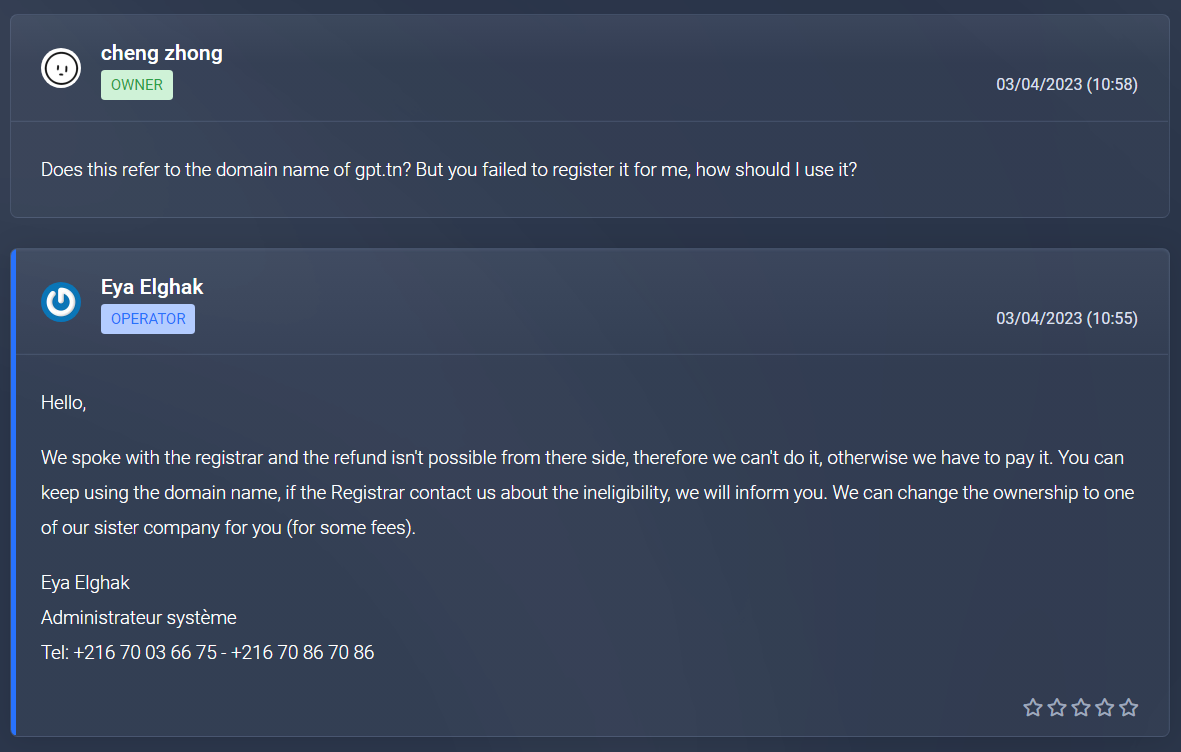 cheng zhong
OWNER
03/04/2023 (10:58)
Does this refer to the domain name of gpt.tn? But you failed to register it for me, how should I use it?
Eya Elghak
OPERATOR
03/04/2023 (10:55)
Hello,
We spoke with the registrar and the refund isn't possible from there side, therefore we can't do it, otherwise we have to pay it. You can
keep using the domain name, if the Registrar contact us about the ineligibility, we will inform you. We can change the ownership to one
of our sister company for you (for some fees).
Eya Elghak
Administrateur système
Tel: +216 70 03 66 75 - +216 70 86 70 86